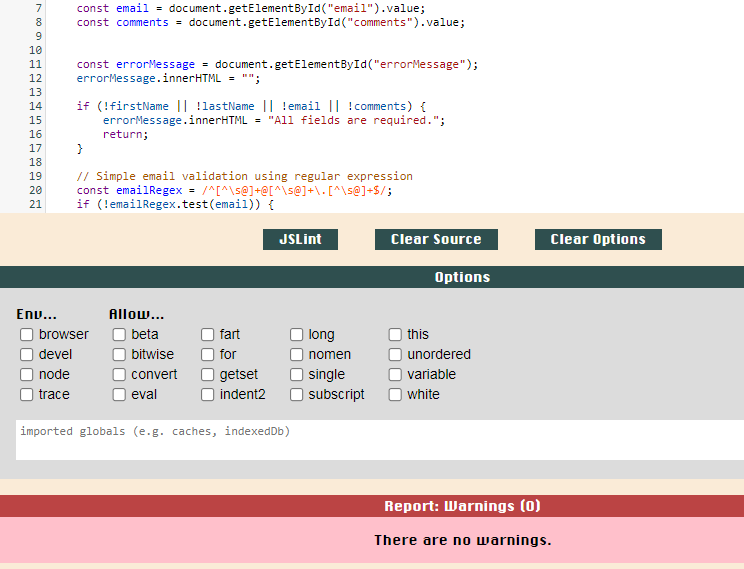 7 const email = document.getElementById("email").value;
8 const comments = document.getElementById("comments").value;
9
10
11 const errorMessage = document.getElementById("errorMessage");
12 errorMessage.innerHTML = "";
13
14 if (!firstName || !lastName || !email || !comments) {
15 errorMessage.innerHTML = "All fields are required.";
16 return;
17 }
18
19 // Simple email validation using regular expression
20 const emailRegex = /^[^\s@]+@[^\s@]+\.[^\s@]+$/;
21 if (!emailRegex.test(email)) {
JSLint Clear Source Clear Options
Options
Env... Allow...
browser beta fart long this
devel bitwise for nomen unordered
node convert getset single variable
trace eval indent2 subscript white
imported globals (e.g. caches, indexedDb)
Report: Warnings (0)
There are no warnings.